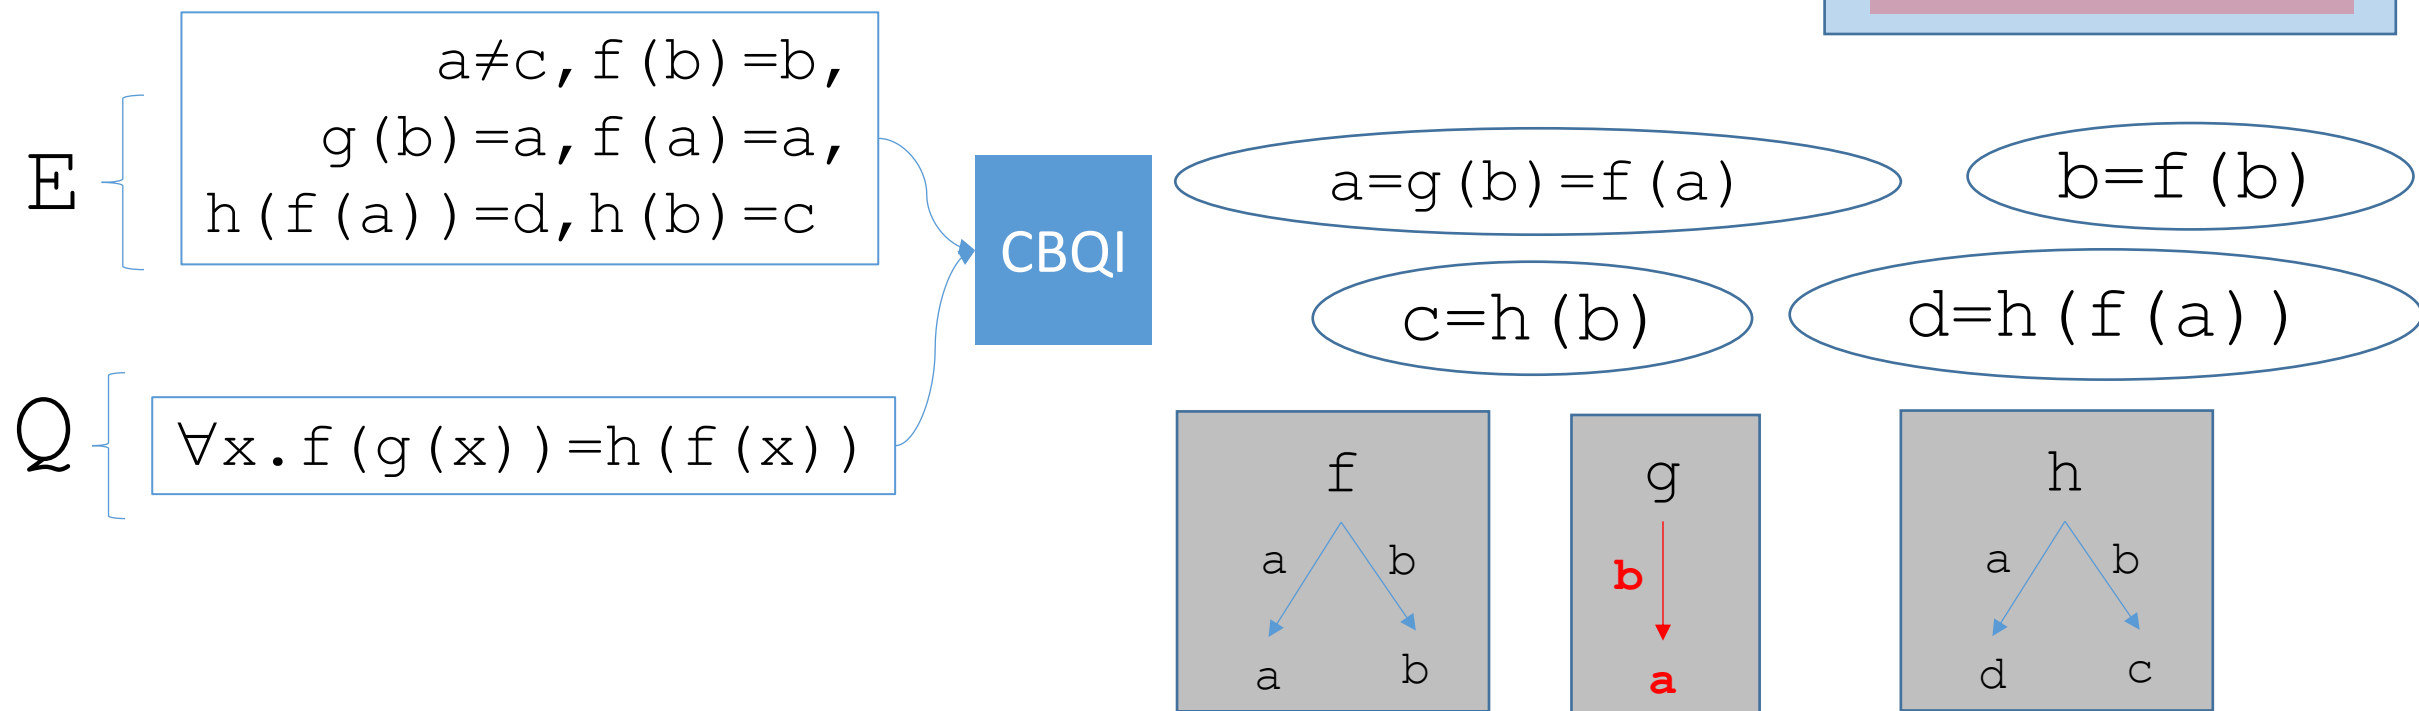 E
a≠c,f(b)=b,
g(b)=a,f(a)=a,
h(f(a))=d,h(b)=c
Q
∀x.f(g(x))=h(f(x))
CBQI
a=g(b)=f(a)
b=f(b)
c=h(b)
d=h(f(a))
f
a b
a b
g
b
a
h
a b
d c